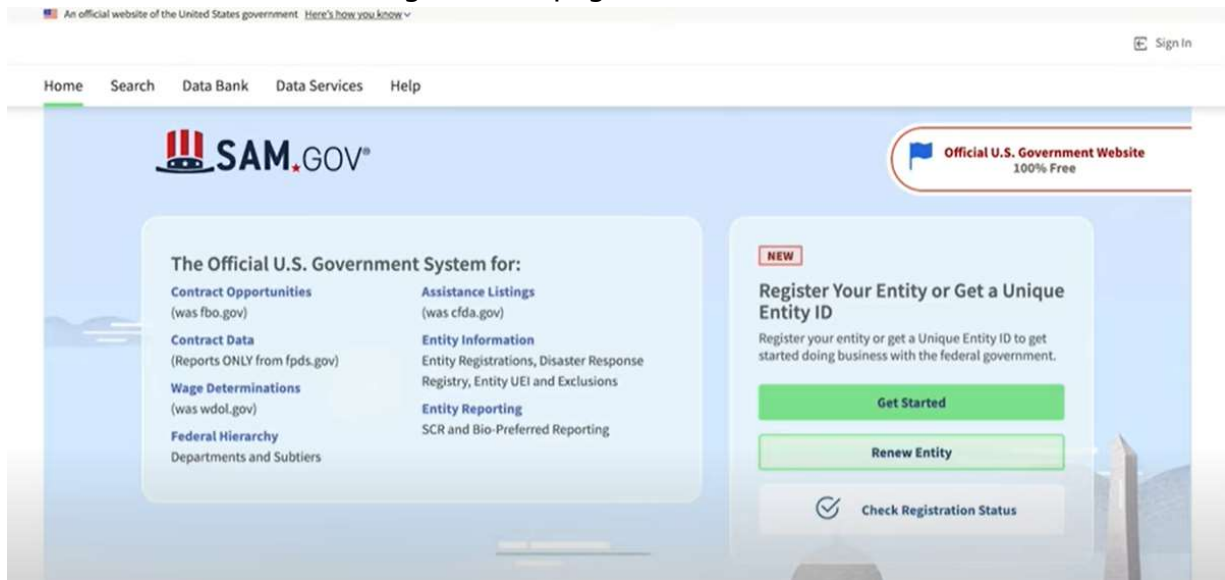 An official website of the United States government Here's how you know
Sign In
Home Search Data Bank Data Services Help
SAM.GOV®
Official U.S. Government Website
100% Free
The Official U.S. Government System for:
Contract Opportunities
(was fbo.gov)
Contract Data
(Reports ONLY from fpds.gov)
Wage Determinations
(was wdol.gov)
Federal Hierarchy
Departments and Subtiers
Assistance Listings
(was cfda.gov)
Entity Information
Entity Registrations, Disaster Response
Registry, Entity UEI and Exclusions
Entity Reporting
SCR and Bio-Preferred Reporting
NEW
Register Your Entity or Get a Unique
Entity ID
Register your entity or get a Unique Entity ID to get
started doing business with the federal government.
Get Started
Renew Entity
Check Registration Status